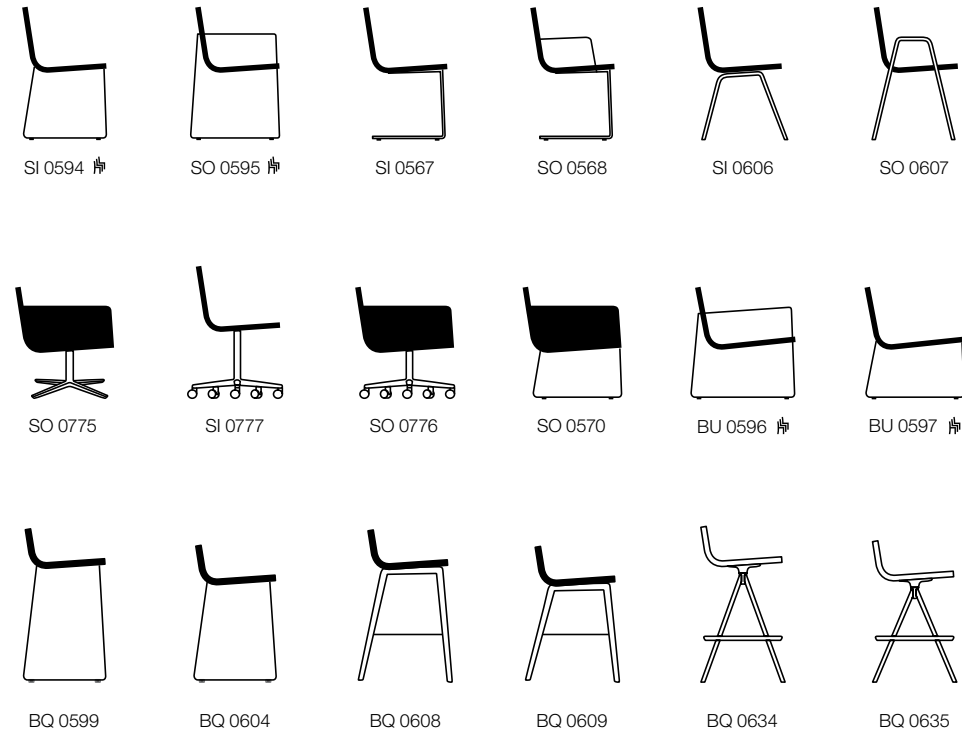 SI 0594
SO 0595
SI 0567
SO 0568
SI 0606
SO 0607
SO 0775
SI 0777
SO 0776
SO 0570
BU 0596
BU 0597
BQ 0599
BQ 0604
BQ 0608
BQ 0609
BQ 0634
BQ 0635